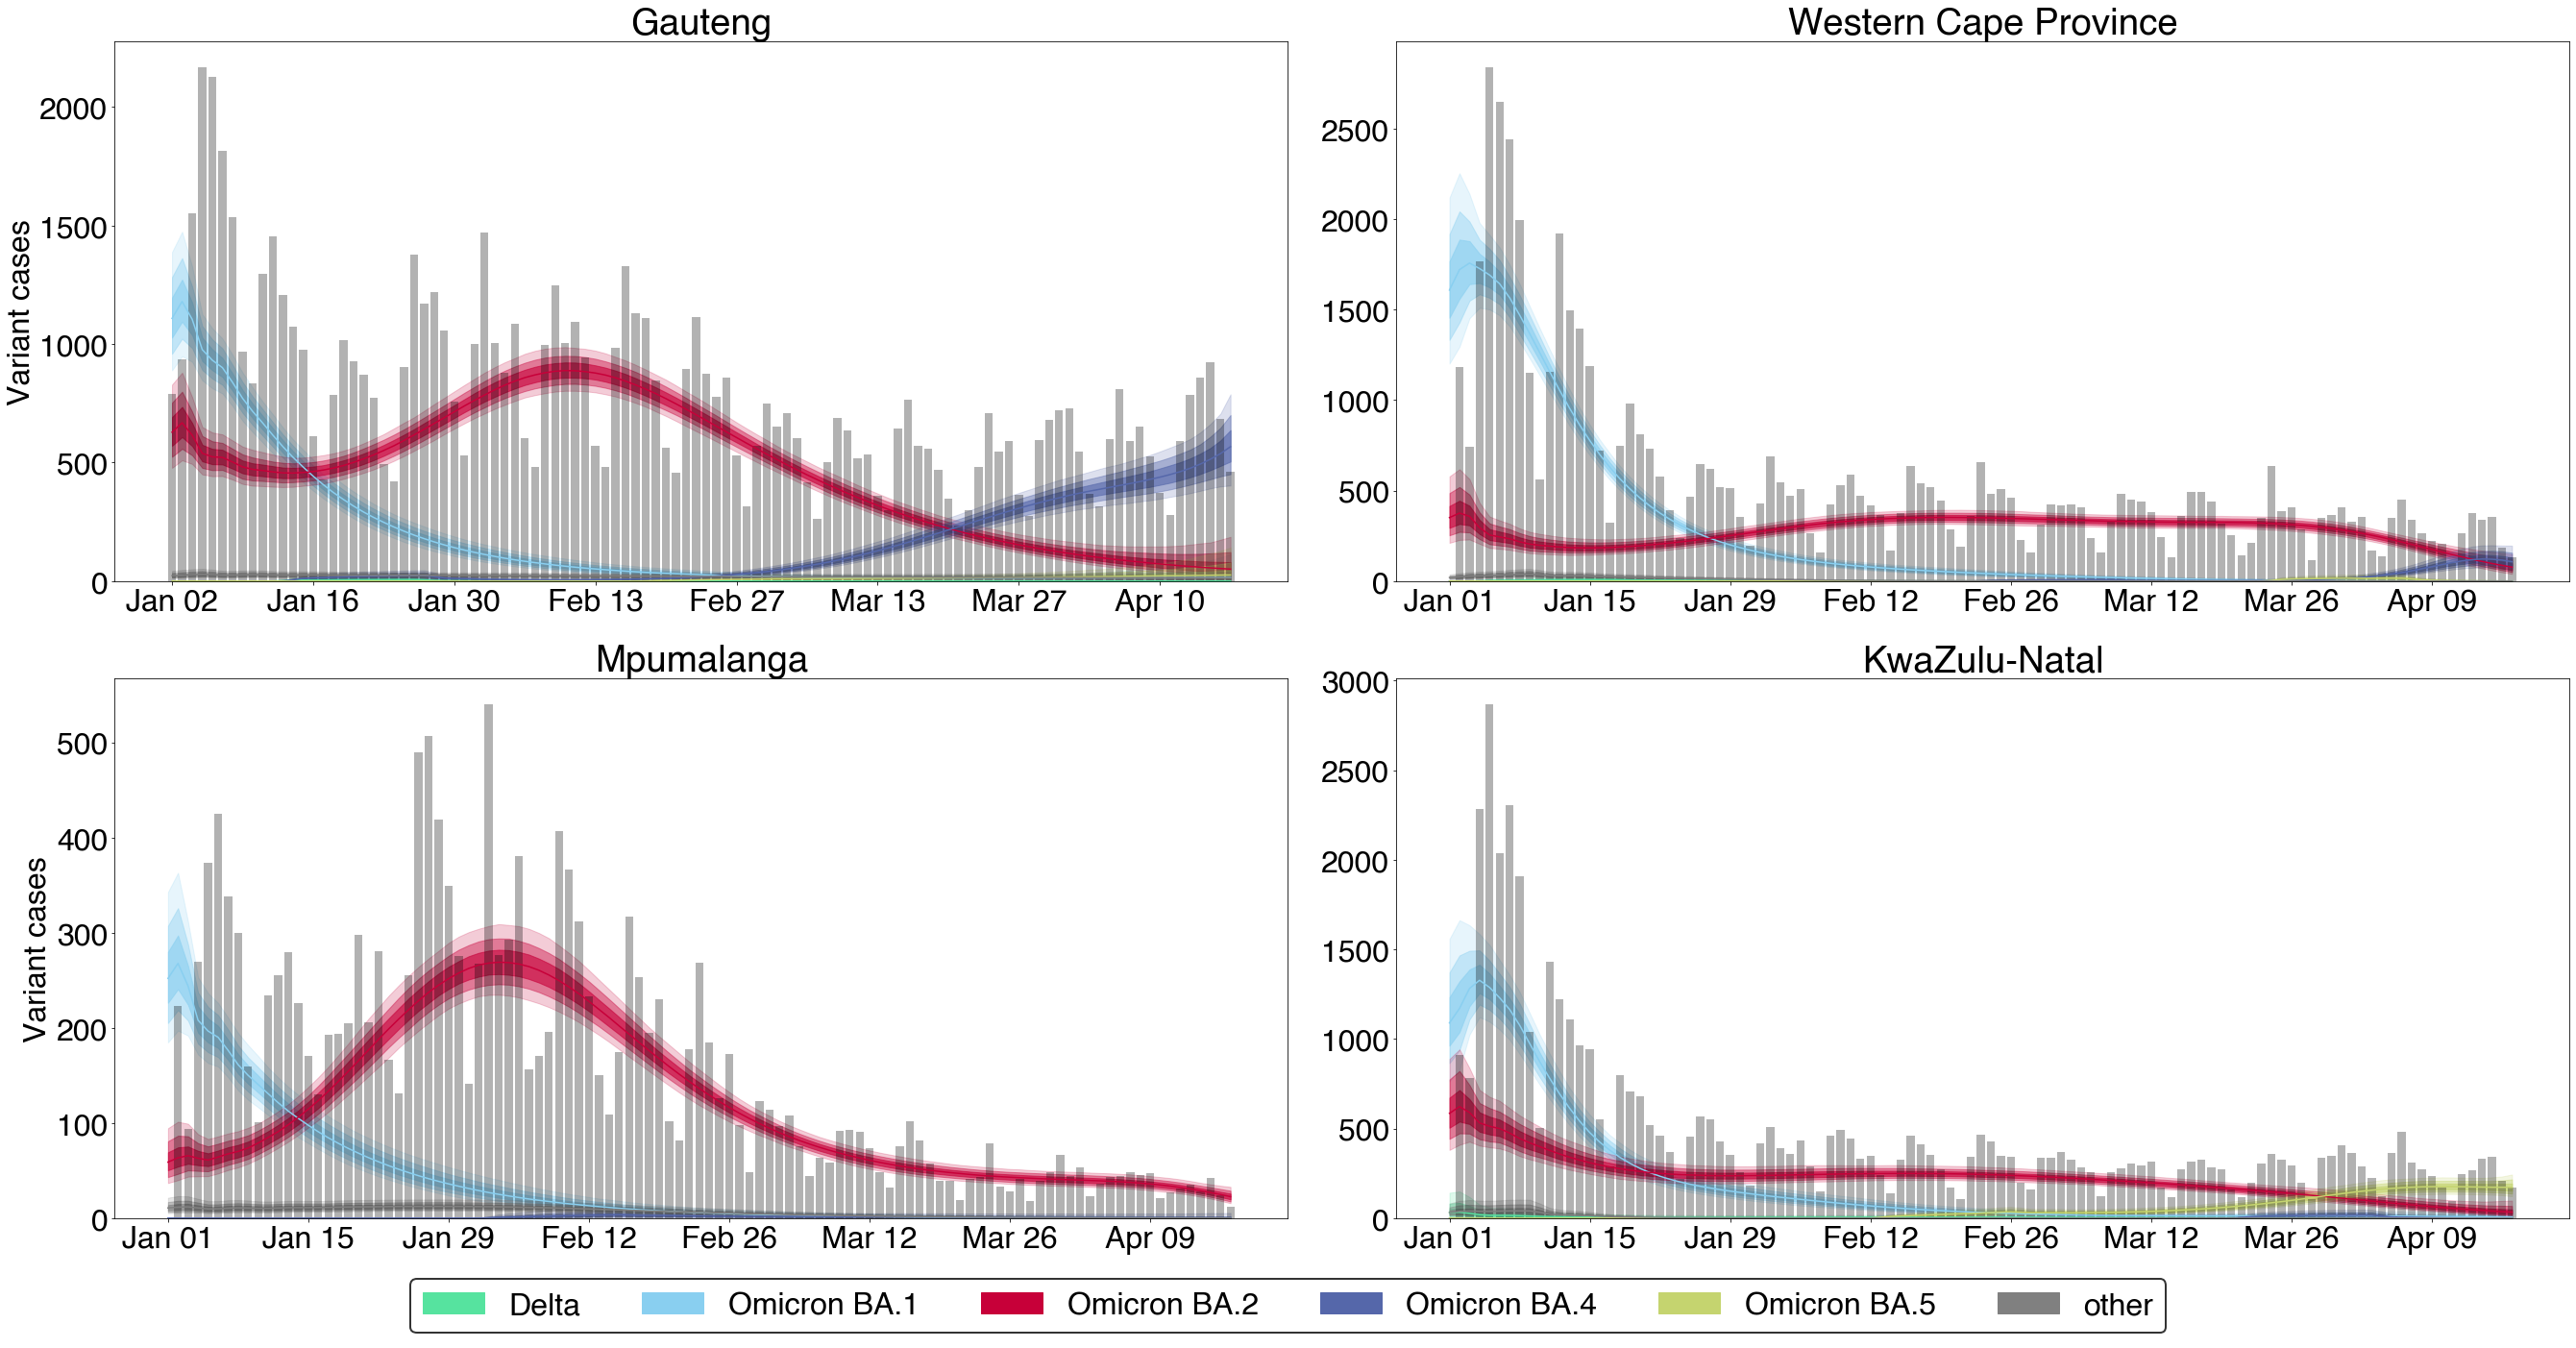 Gauteng
Western Cape Province
Variant cases
2000
1500
1000
500
0
Jan 02 Jan 16 Jan 30 Feb 13 Feb 27 Mar 13 Mar 27 Apr 10
2500
2000
1500
1000
500
0
Jan 01 Jan 15 Jan 29 Feb 12 Feb 26 Mar 12 Mar 26 Apr 09
Mpumalanga
KwaZulu-Natal
Variant cases
500
400
300
200
100
0
Jan 01 Jan 15 Jan 29 Feb 12 Feb 26 Mar 12 Mar 26 Apr 09
3000
2500
2000
1500
1000
500
0
Jan 01 Jan 15 Jan 29 Feb 12 Feb 26 Mar 12 Mar 26 Apr 09
Delta Omicron BA.1 Omicron BA.2 Omicron BA.4 Omicron BA.5 other